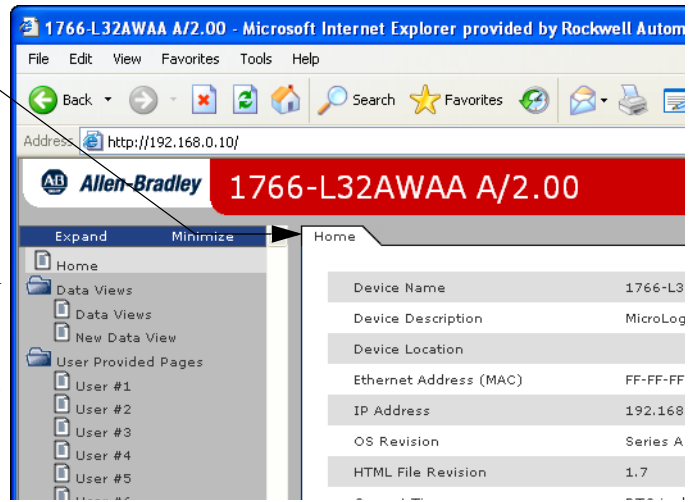 1766-L32AWAA A/2.00 - Microsoft Internet Explorer provided by Rockwell Autom
File Edit View Favorites Tools Help
Back Search Favorites
Address http://192.168.0.10/
AB Allen-Bradley 1766-L32AWAA A/2.00
Expand Minimize Home
Home
Data Views
Data Views
New Data View
User Provided Pages
User #1
User #2
User #3
User #4
User #5
Device Name 1766-L3
Device Description MicroLog
Device Location
Ethernet Address (MAC) FF-FF-FF
IP Address 192.168
OS Revision Series A
HTML File Revision 1.7